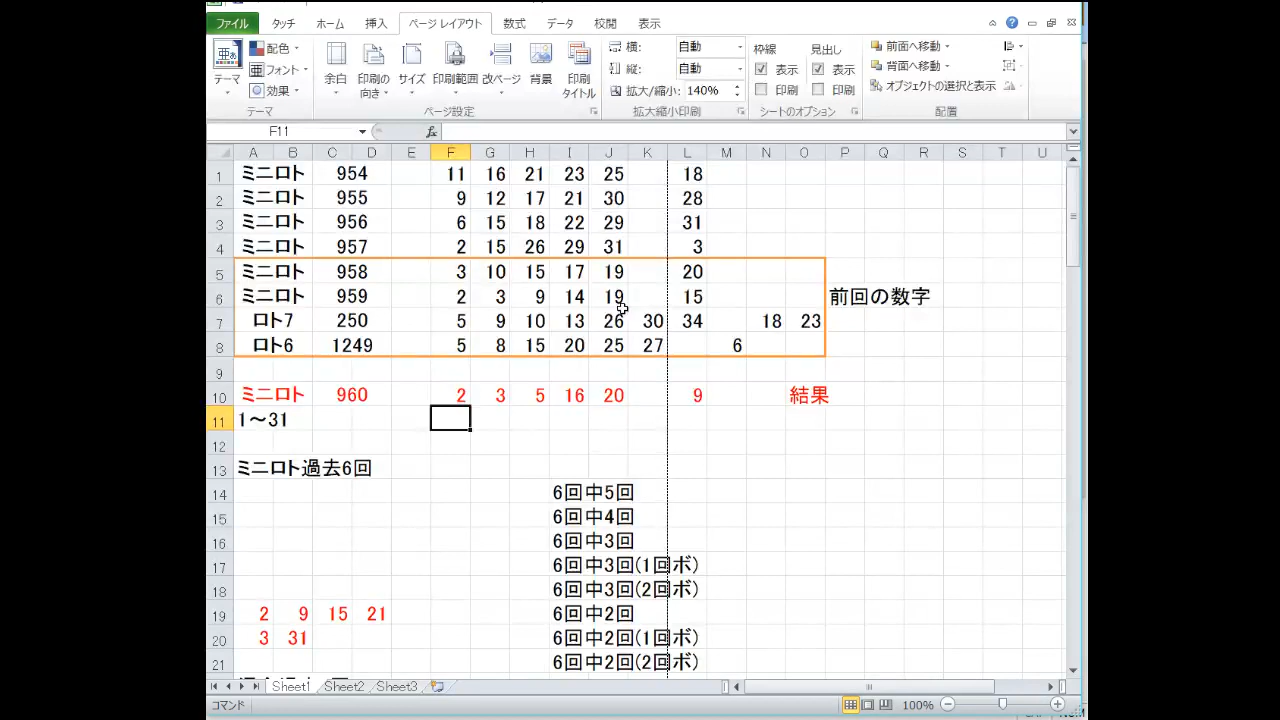 ファイル タッチ ホーム 挿入 ページ レイアウト 数式 データ 校閲 表示
亜あ 配色 横: 自動 枠線 見出し 前面へ移動
フォント 縦: 自動 表示 表示 背面へ移動
テーマ 効果 余白 印刷の向き サイズ 印刷範囲 改ページ 背景 印刷タイトル 拡大/縮小: 140% 印刷 印刷 オブジェクトの選択と表示
テーマ ページ設定 拡大縮小印刷 シートのオプション 配置
F11 fx
A B C D E F G H I J K L M N O P Q R S T U
1 ミニロト 954 11 16 21 23 25 18
2 ミニロト 955 9 12 17 21 30 28
3 ミニロト 956 6 15 18 22 29 31
4 ミニロト 957 2 15 26 29 31 3
5 ミニロト 958 3 10 15 17 19 20
6 ミニロト 959 2 3 9 14 19 15 前回の数字
7 ロト7 250 5 9 10 13 26 30 34 18 23
8 ロト6 1249 5 8 15 20 25 27 6
9
10 ミニロト 960 2 3 5 16 20 9 結果
11 1～31
12
13 ミニロト過去6回
14 6回中5回
15 6回中4回
16 6回中3回
17 6回中3回(1回ボ)
18 6回中3回(2回ボ)
19 2 9 15 21 6回中2回
20 3 31 6回中2回(1回ボ)
21 6回中2回(2回ボ)
Sheet1 Sheet2 Sheet3
コマンド 100%